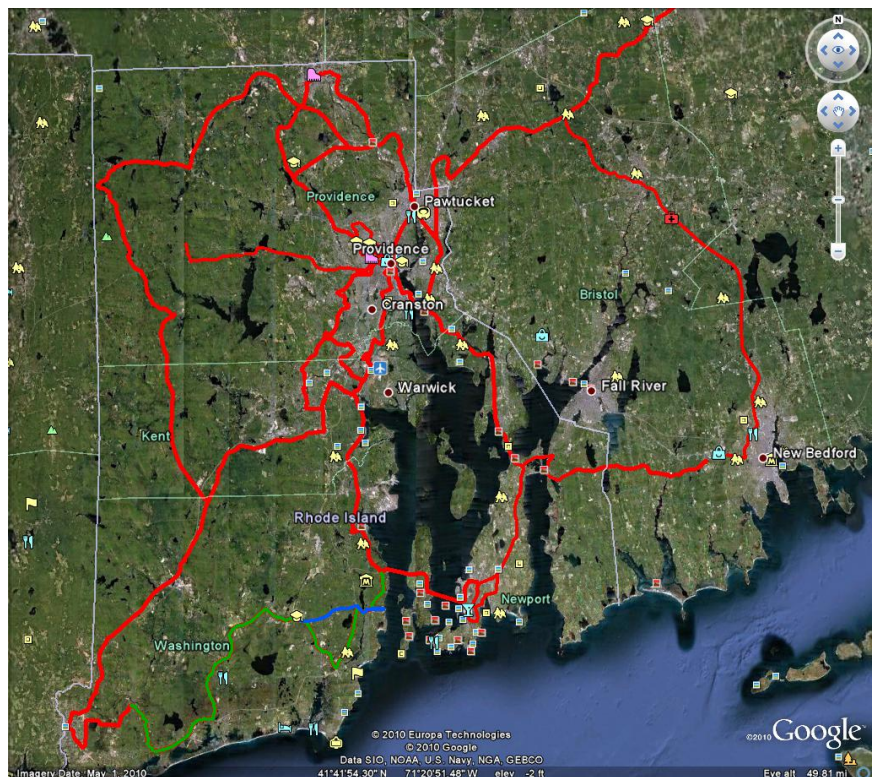 N
Pawtucket
Providence
Providence
Bristol
Cranston
Warwick
Fall River
Kent
New Bedford
Rhode Island
Newport
Washington
© 2010 Europa Technologies
© 2010 Google
Data SIO, NOAA, U.S. Navy, NGA, GEBCO
©2010 Google
Imagery Date: May 1, 2010 41°41'54.30" N 71°20'51.48" W elev -2 ft Eye alt 49.81 mi